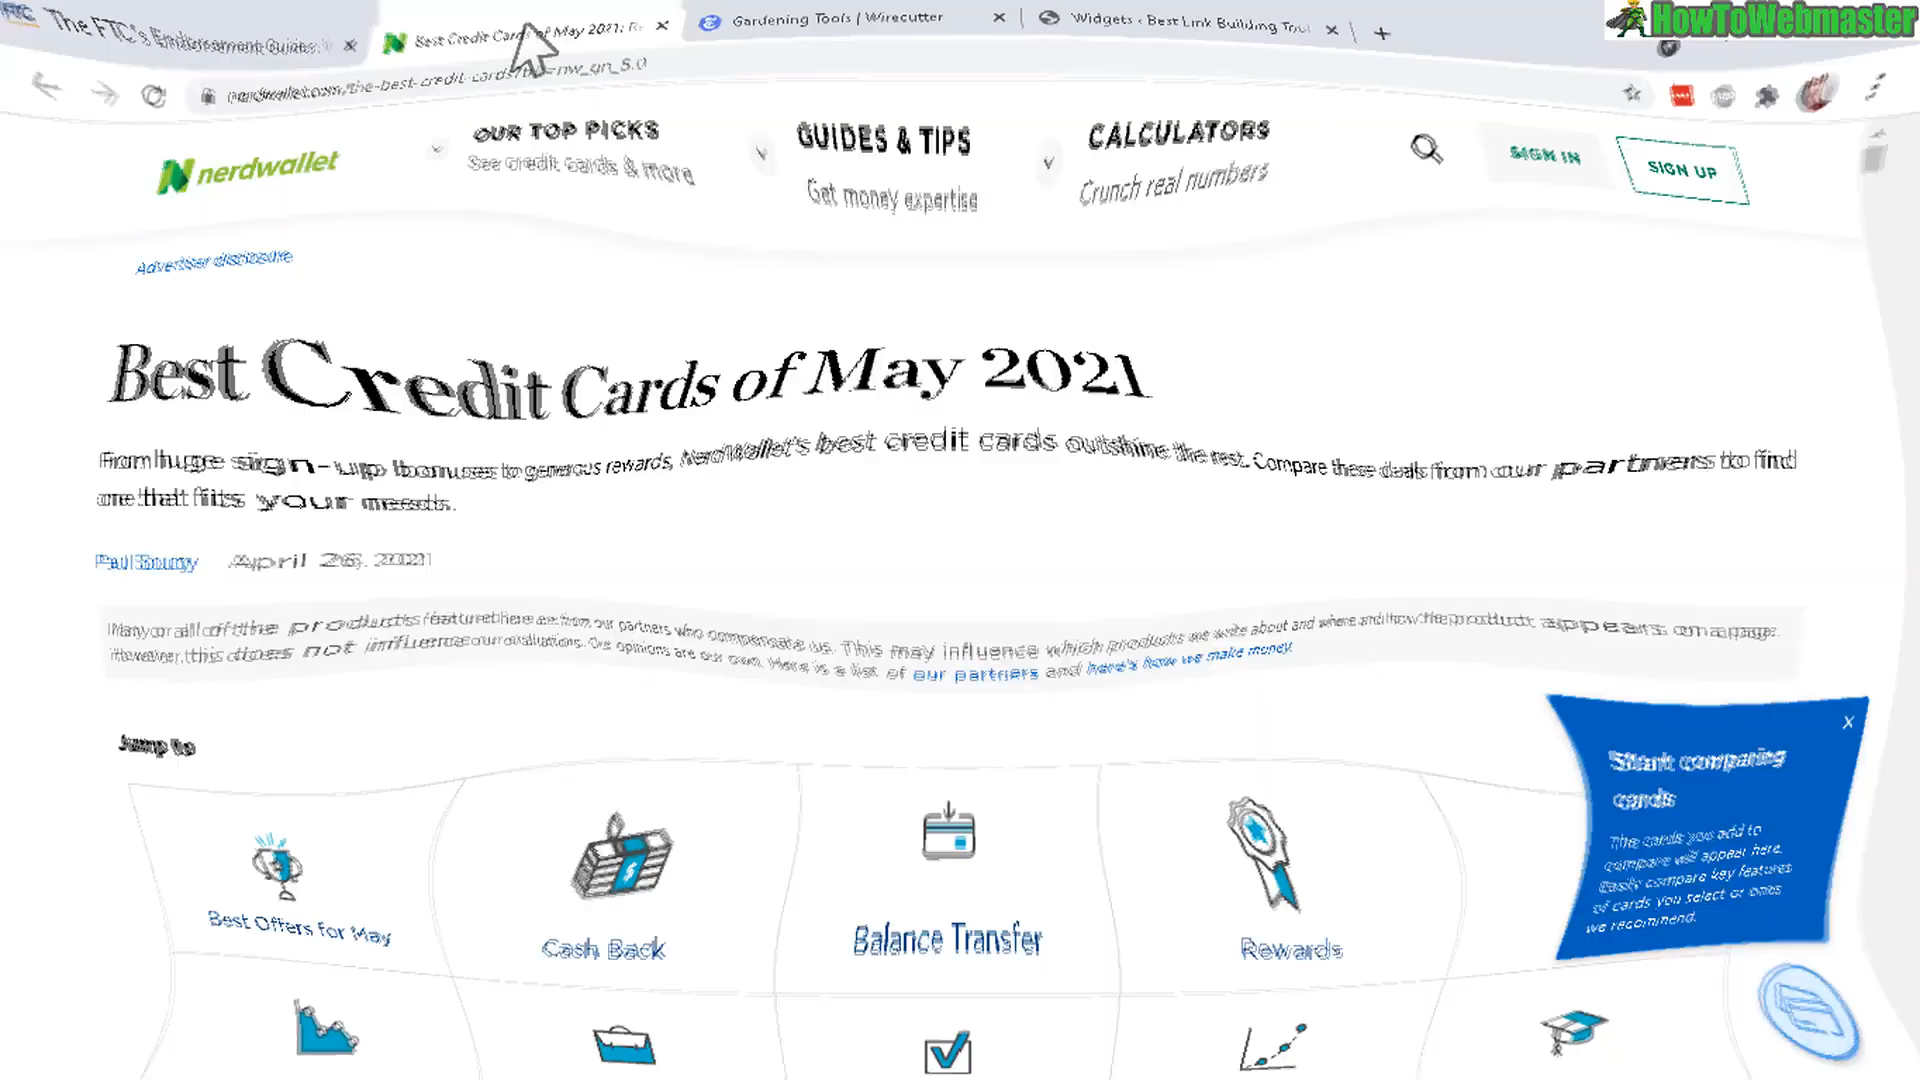 The FTC's Endorsement Guides:
Best Credit Cards of May 2021: Re
Gardening Tools | Wirecutter
Widgets ‹ Best Link Building Tool
HowToWebmaster
nerdwallet.com/the-best-credit-cards
nerdwallet
OUR TOP PICKS
See credit cards & more
GUIDES & TIPS
Get money expertise
CALCULATORS
Crunch real numbers
SIGN IN
SIGN UP
Advertiser disclosure
Best Credit Cards of May 2021
From huge sign-up bonuses to generous rewards, NerdWallet's best credit cards outshine the rest. Compare these deals from our partners to find
one that fits your needs.
April 26, 2021
Many or all of the products featured here are from our partners who compensate us. This may influence which products we write about and where and how the product appears on a page.
However, this does not influence our evaluations. Our opinions are our own. Here is a list of our partners and here's how we make money.
Jump to
Best Offers for May
Cash Back
Balance Transfer
Rewards
Start comparing
cards
The cards you add to
compare will appear here.
Easily compare key features
of cards you select or ones
we recommend.